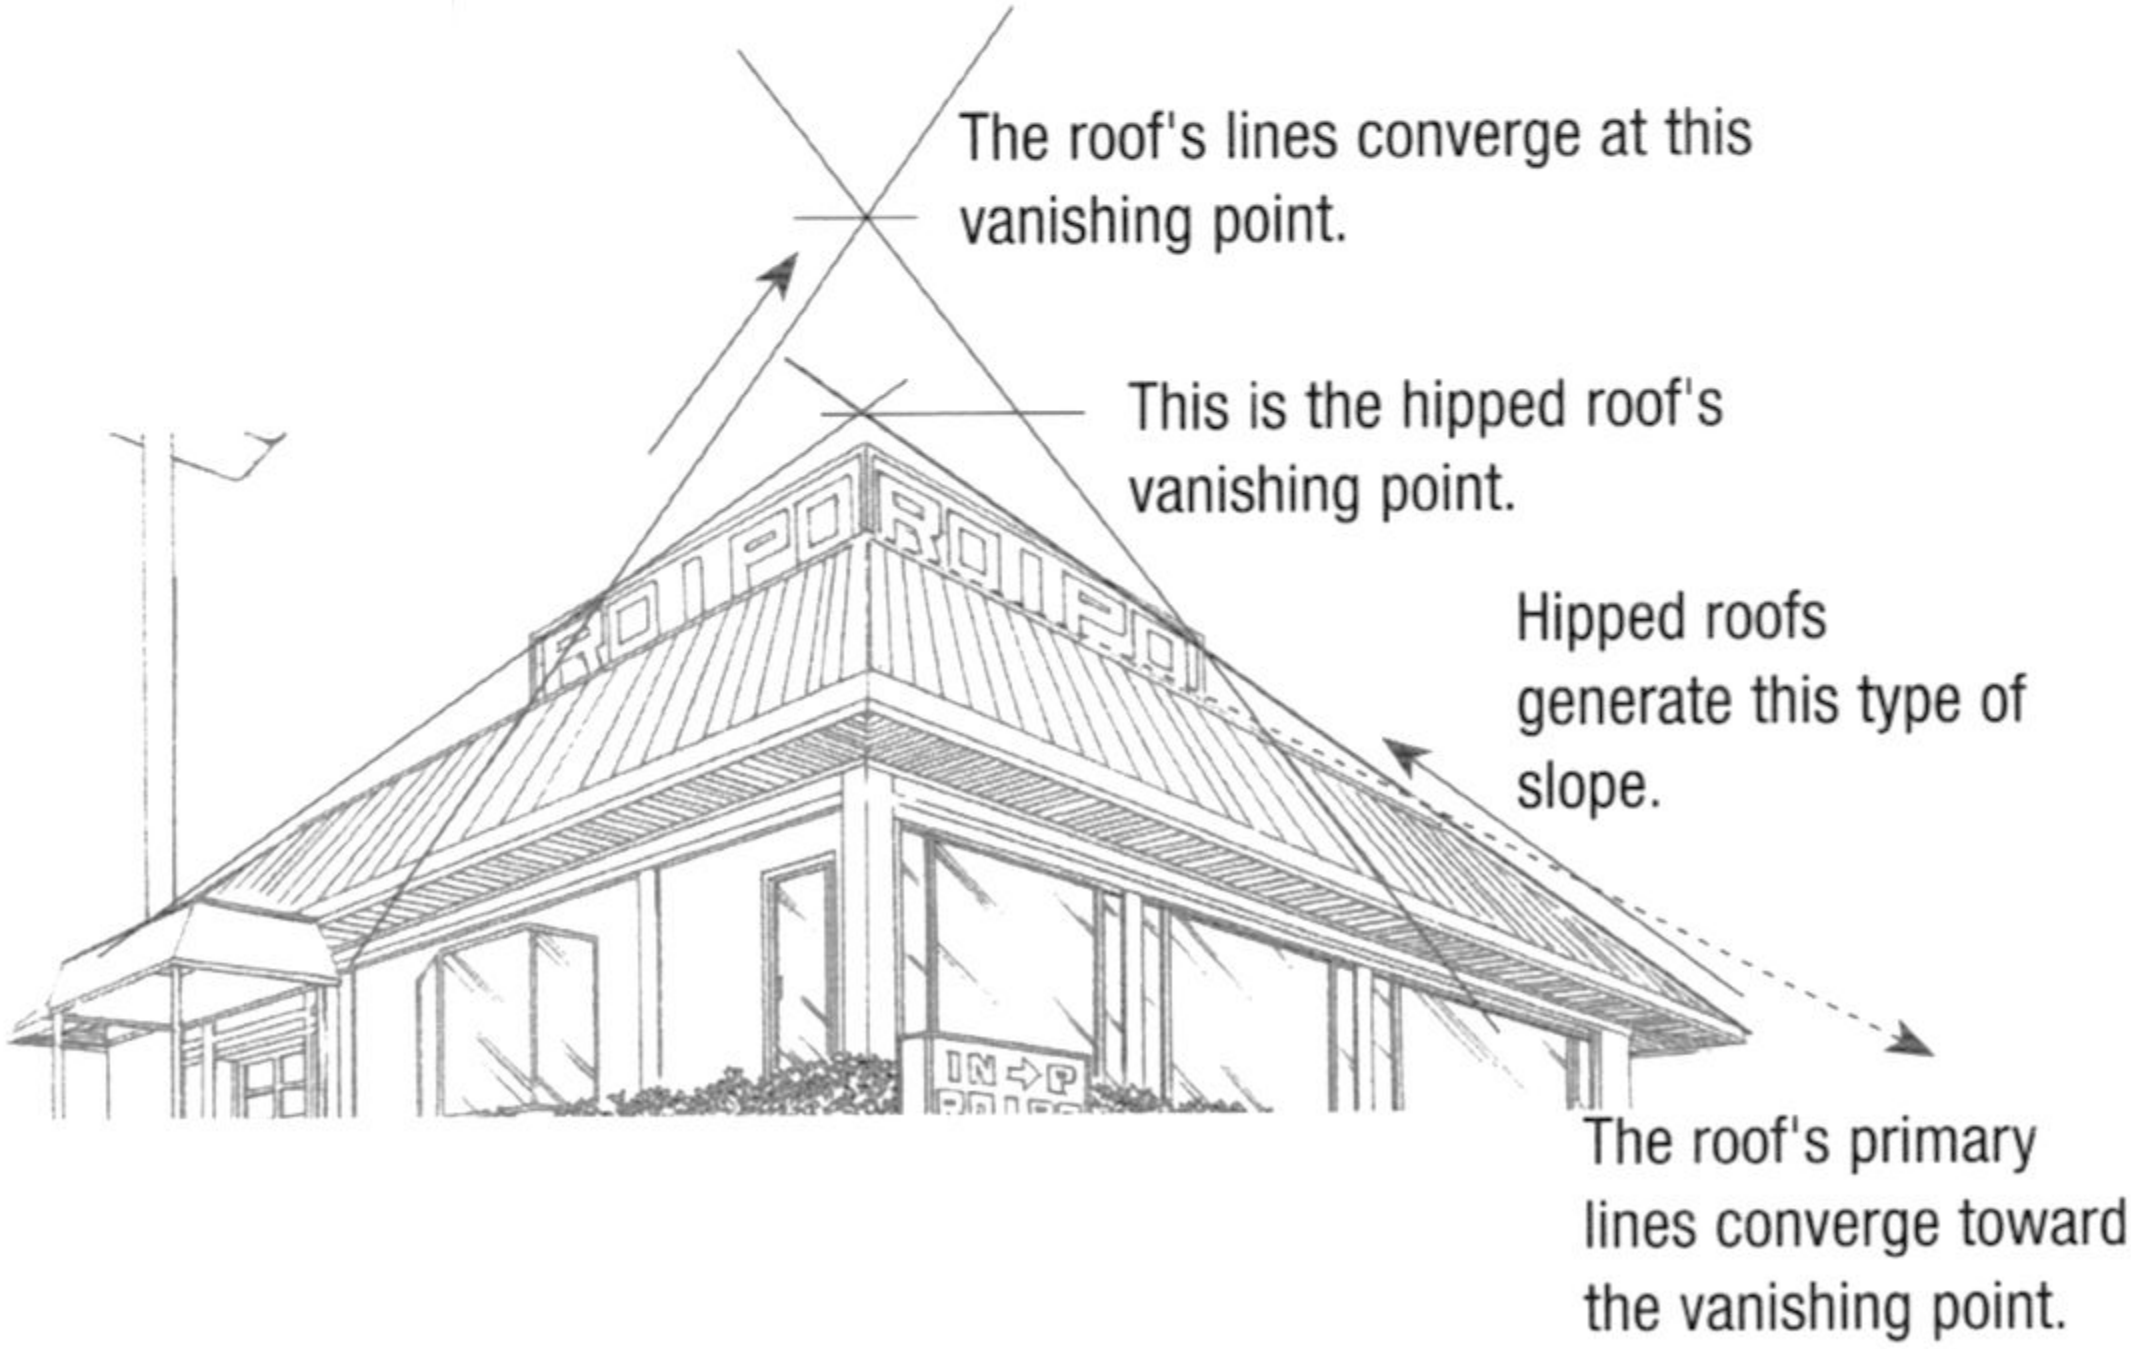 The roof's lines converge at this
vanishing point.
This is the hipped roof's
vanishing point.
Hipped roofs
generate this type of
slope.
ROIPO
ROIPO
IN→P
The roof's primary
lines converge toward
the vanishing point.